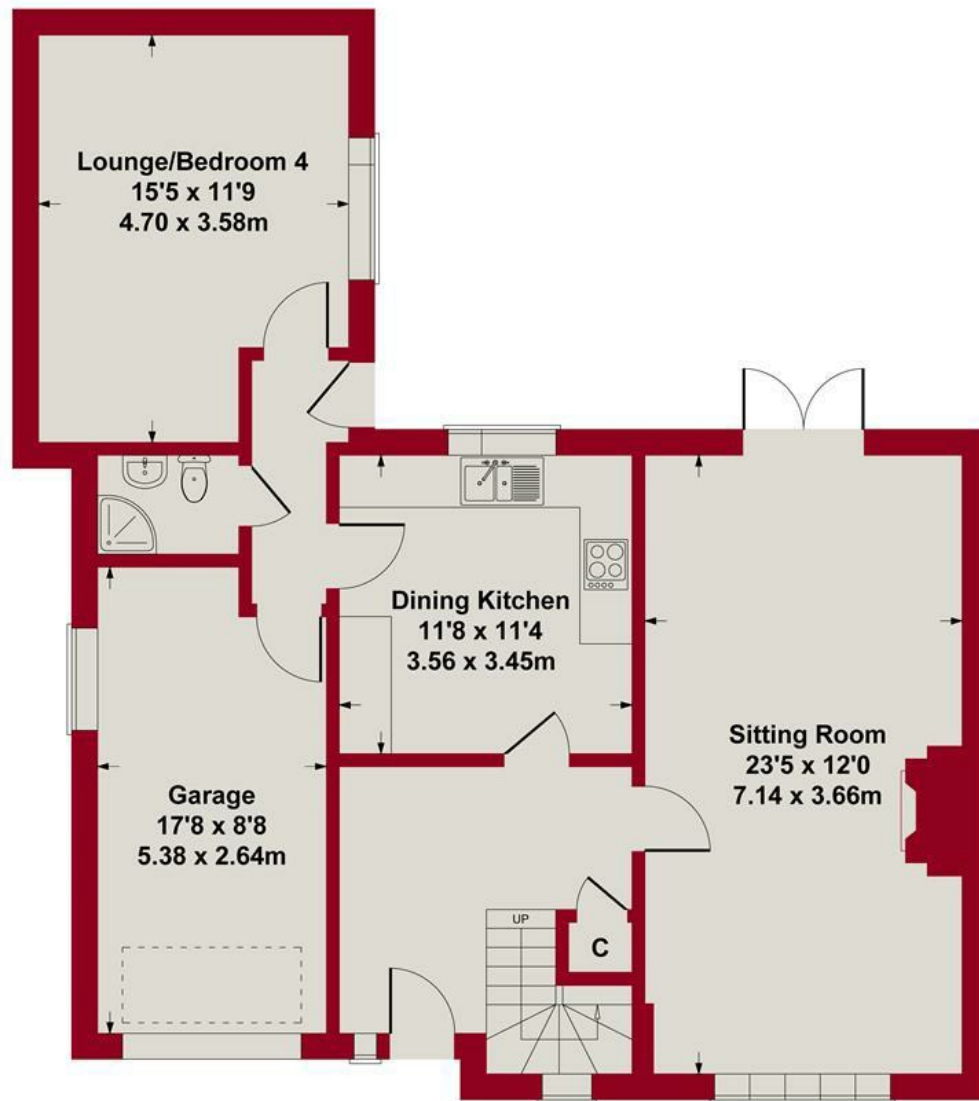 Lounge/Bedroom 4
15'5 x 11'9
4.70 x 3.58m
Dining Kitchen
11'8 x 11'4
3.56 x 3.45m
Sitting Room
23'5 x 12'0
7.14 x 3.66m
Garage
17'8 x 8'8
5.38 x 2.64m
UP
C